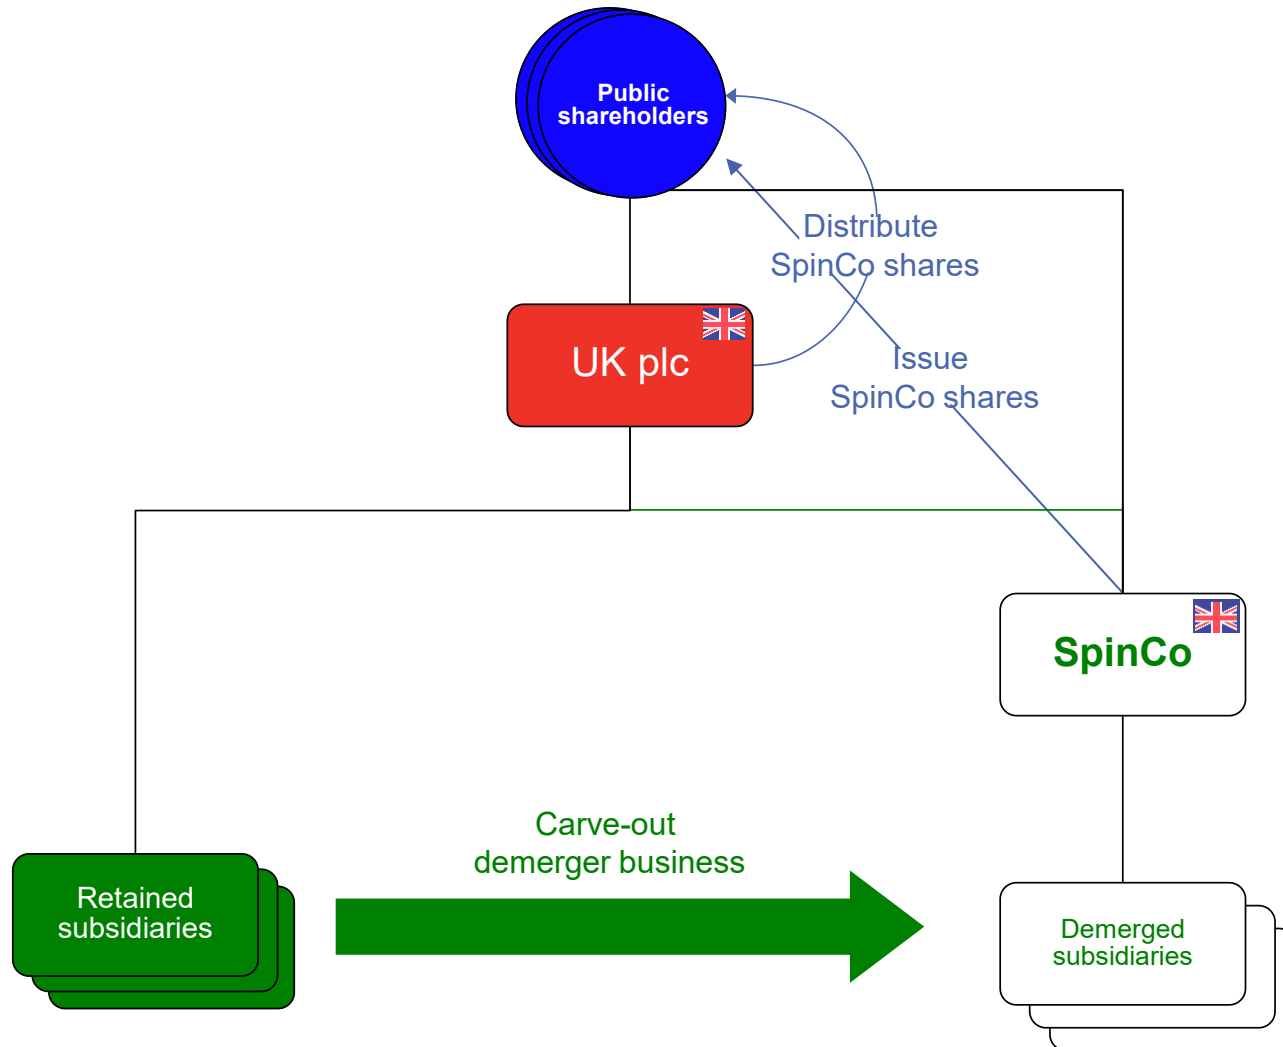 Public
shareholders
Distribute
SpinCo shares
UK plc
Issue
SpinCo shares
SpinCo
Carve-out
demerger business
Retained
subsidiaries
Demerged
subsidiaries